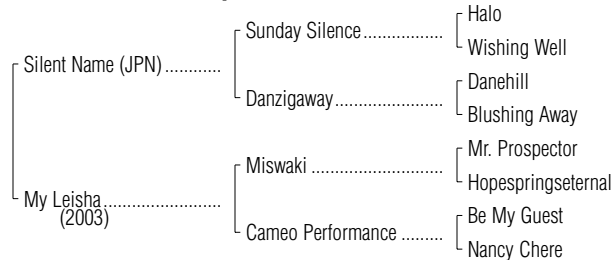 Halo
Sunday Silence..................
Wishing Well
Silent Name (JPN) ............
Danehill
Danzigaway........................
Blushing Away
Mr. Prospector
Miswaki .............................
Hopespringseternal
My Leisha..........................
(2003)
Be My Guest
Cameo Performance .........
Nancy Chere